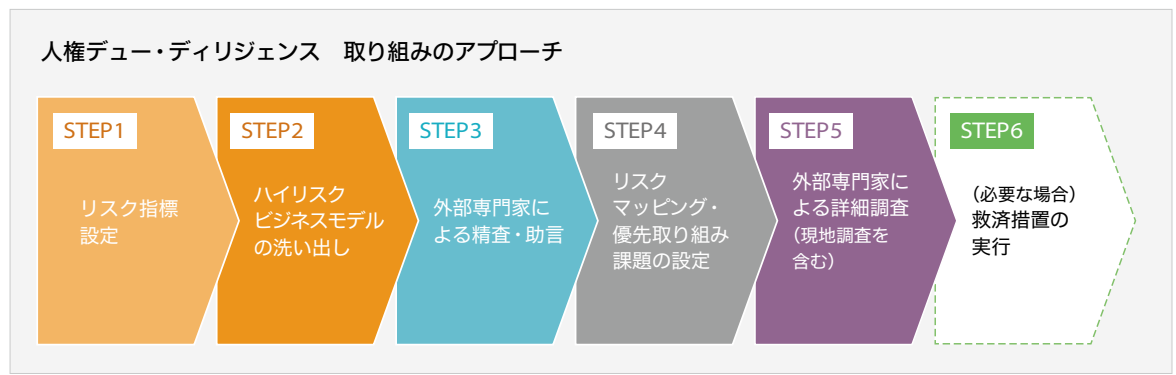 人権デュー・ディリジェンス　取り組みのアプローチ
STEP1
リスク指標
設定
STEP2
ハイリスク
ビジネスモデル
の洗い出し
STEP3
外部専門家に
よる精査・助言
STEP4
リスク
マッピング・
優先取り組み
課題の設定
STEP5
外部専門家に
よる詳細調査
（現地調査を
含む）
STEP6
（必要な場合）
救済措置の
実行